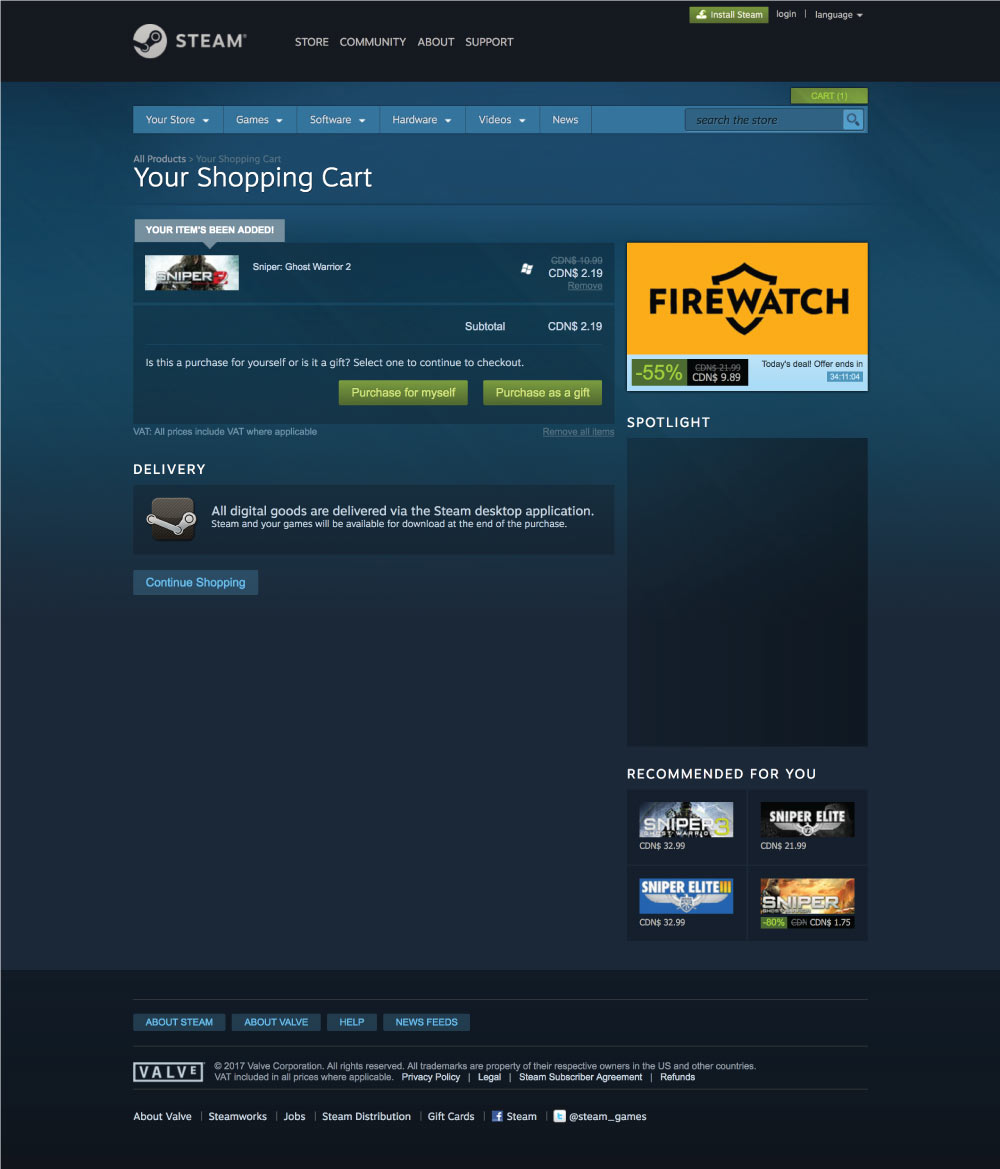 Install Steam login | language
STEAM® STORE COMMUNITY ABOUT SUPPORT
CART (1)
Your Store Games Software Hardware Videos News search the store
All Products > Your Shopping Cart
Your Shopping Cart
YOUR ITEM'S BEEN ADDED!
SNIPER 2
GHOST WARRIOR
Sniper: Ghost Warrior 2
CDN$ 10.99
CDN$ 2.19
Remove
Subtotal CDN$ 2.19
Is this a purchase for yourself or is it a gift? Select one to continue to checkout.
Purchase for myself Purchase as a gift
VAT: All prices include VAT where applicable Remove all items
DELIVERY
All digital goods are delivered via the Steam desktop application.
Steam and your games will be available for download at the end of the purchase.
Continue Shopping
FIREWATCH
-55%
CDN$ 21.99
CDN$ 9.89
Today's deal! Offer ends in
34:11:04
SPOTLIGHT
RECOMMENDED FOR YOU
SNIPER 3
GHOST WARRIOR
CDN$ 32.99
SNIPER ELITE
V2
CDN$ 21.99
SNIPER ELITE III
CDN$ 32.99
SNIPER
GHOST WARRIOR
-80% CDN CDN$ 1.75
ABOUT STEAM ABOUT VALVE HELP NEWS FEEDS
VALVE
© 2017 Valve Corporation. All rights reserved. All trademarks are property of their respective owners in the US and other countries.
VAT included in all prices where applicable. Privacy Policy | Legal | Steam Subscriber Agreement | Refunds
About Valve | Steamworks | Jobs | Steam Distribution | Gift Cards | Steam | @steam_games